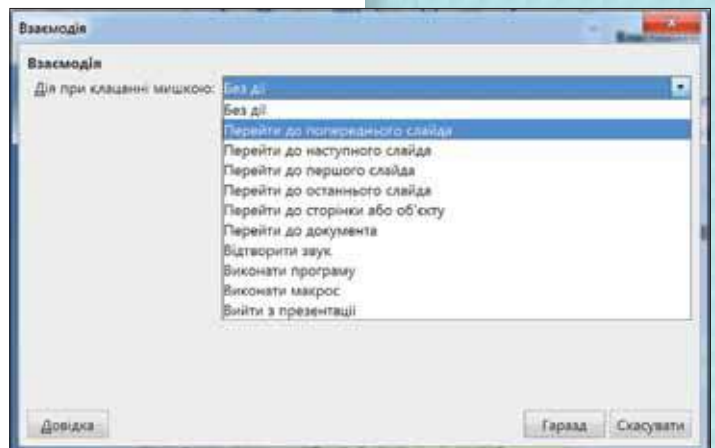 Взаємодія
Взаємодія
Дія при клацанні мишкою: Без дії
Без дії
Перейти до попереднього слайда
Перейти до наступного слайда
Перейти до першого слайда
Перейти до останнього слайда
Перейти до сторінки або об'єкту
Перейти до документа
Відтворити звук
Виконати програму
Виконати макрос
Вийти з презентації
Довідка Гаразд Скасувати